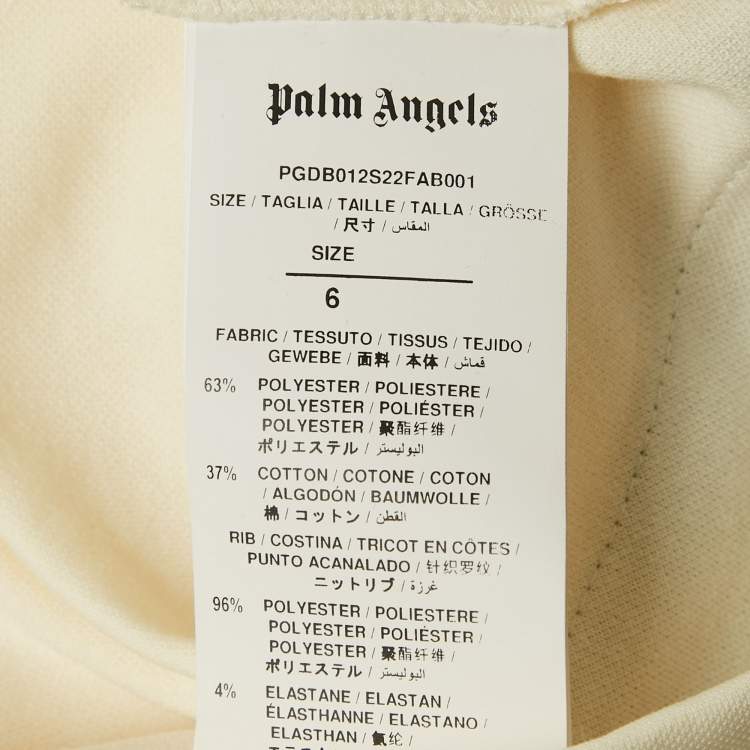 Palm Angels
PGDB012S22FAB001
SIZE / TAGLIA / TAILLE / TALLA / GRÖSSE
/ 尺寸 / المقاس
SIZE
6
FABRIC / TESSUTO / TISSUS / TEJIDO /
GEWEBE / 面料 / 本体 / قماش
63% POLYESTER / POLIESTERE /
POLYESTER / POLIÉSTER /
POLYESTER / 聚酯纤维 /
ポリエステル / البوليستر
37% COTTON / COTONE / COTON
/ ALGODÓN / BAUMWOLLE /
棉 / コットン / القطن
RIB / COSTINA / TRICOT EN CÔTES /
PUNTO ACANALADO / 针织罗纹 /
ニットリブ / غرزة
96% POLYESTER / POLIESTERE /
POLYESTER / POLIÉSTER /
POLYESTER / 聚酯纤维 /
ポリエステル / البوليستر
4% ELASTANE / ELASTAN /
ÉLASTHANNE / ELASTANO /
ELASTHAN / 氨纶 /